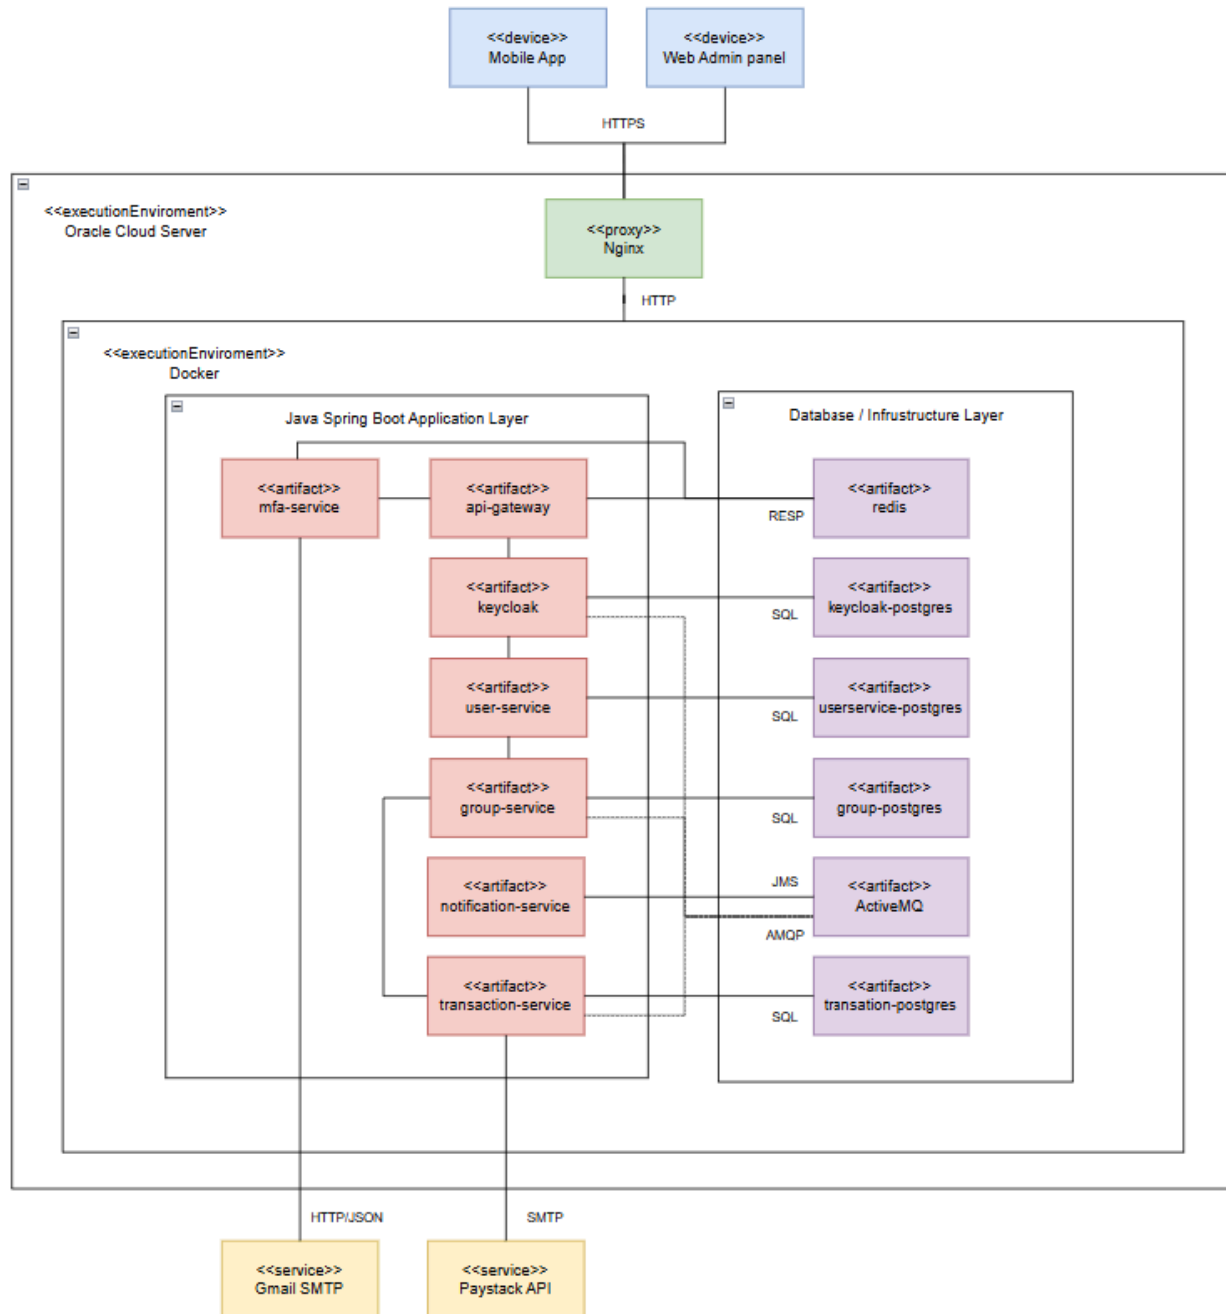 <<device>>
Mobile App
<<device>>
Web Admin panel
HTTPS
<<executionEnviroment>>
Oracle Cloud Server
<<proxy>>
Nginx
HTTP
<<executionEnviroment>>
Docker
Java Spring Boot Application Layer
Database / Infrustructure Layer
<<artifact>>
mfa-service
<<artifact>>
api-gateway
<<artifact>>
redis
RESP
<<artifact>>
keycloak
<<artifact>>
keycloak-postgres
SQL
<<artifact>>
user-service
<<artifact>>
userservice-postgres
SQL
<<artifact>>
group-service
<<artifact>>
group-postgres
SQL
<<artifact>>
notification-service
JMS
<<artifact>>
ActiveMQ
AMQP
<<artifact>>
transaction-service
<<artifact>>
transation-postgres
SQL
HTTP/JSON
SMTP
<<service>>
Gmail SMTP
<<service>>
Paystack API